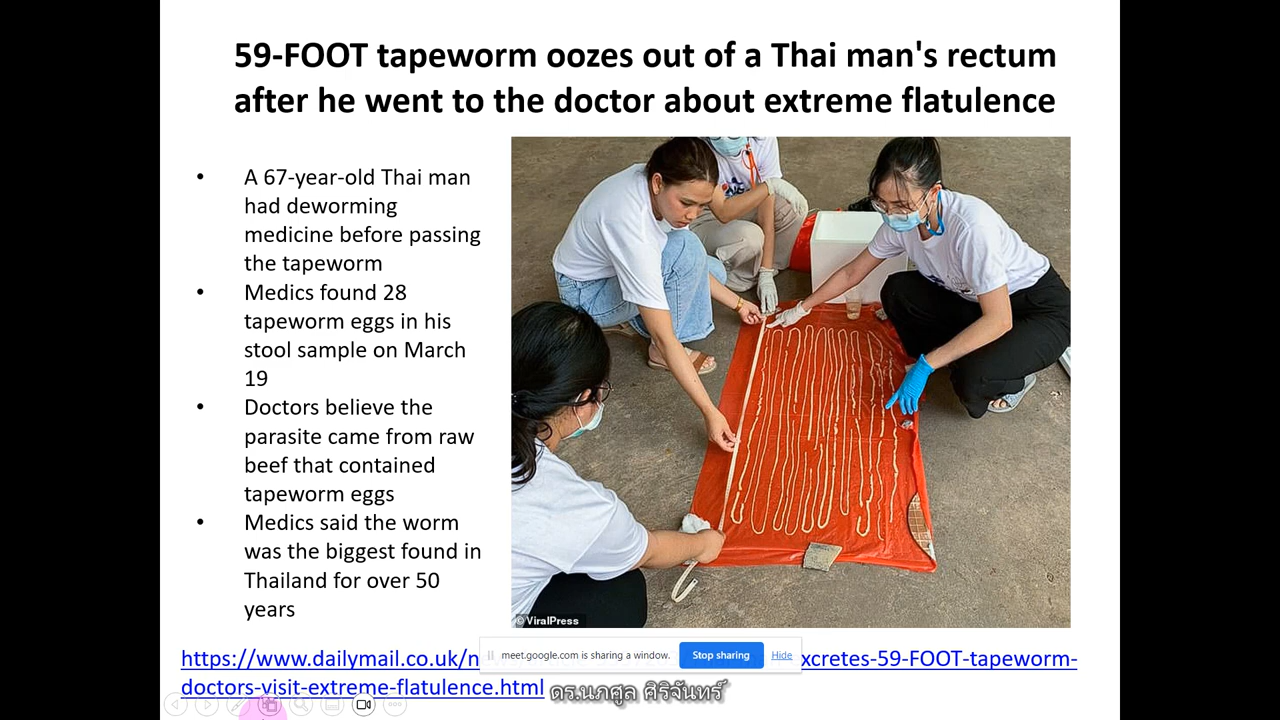 59-FOOT tapeworm oozes out of a Thai man's rectum
after he went to the doctor about extreme flatulence
• A 67-year-old Thai man
had deworming
medicine before passing
the tapeworm
• Medics found 28
tapeworm eggs in his
stool sample on March
19
• Doctors believe the
parasite came from raw
beef that contained
tapeworm eggs
• Medics said the worm
was the biggest found in
Thailand for over 50
years
© ViralPress
meet.google.com is sharing a window. Stop sharing Hide
https://www.dailymail.co.uk/n xcretes-59-FOOT-tapeworm-
doctors-visit-extreme-flatulence.html
ดร.นภศูล ศิริจันทร์